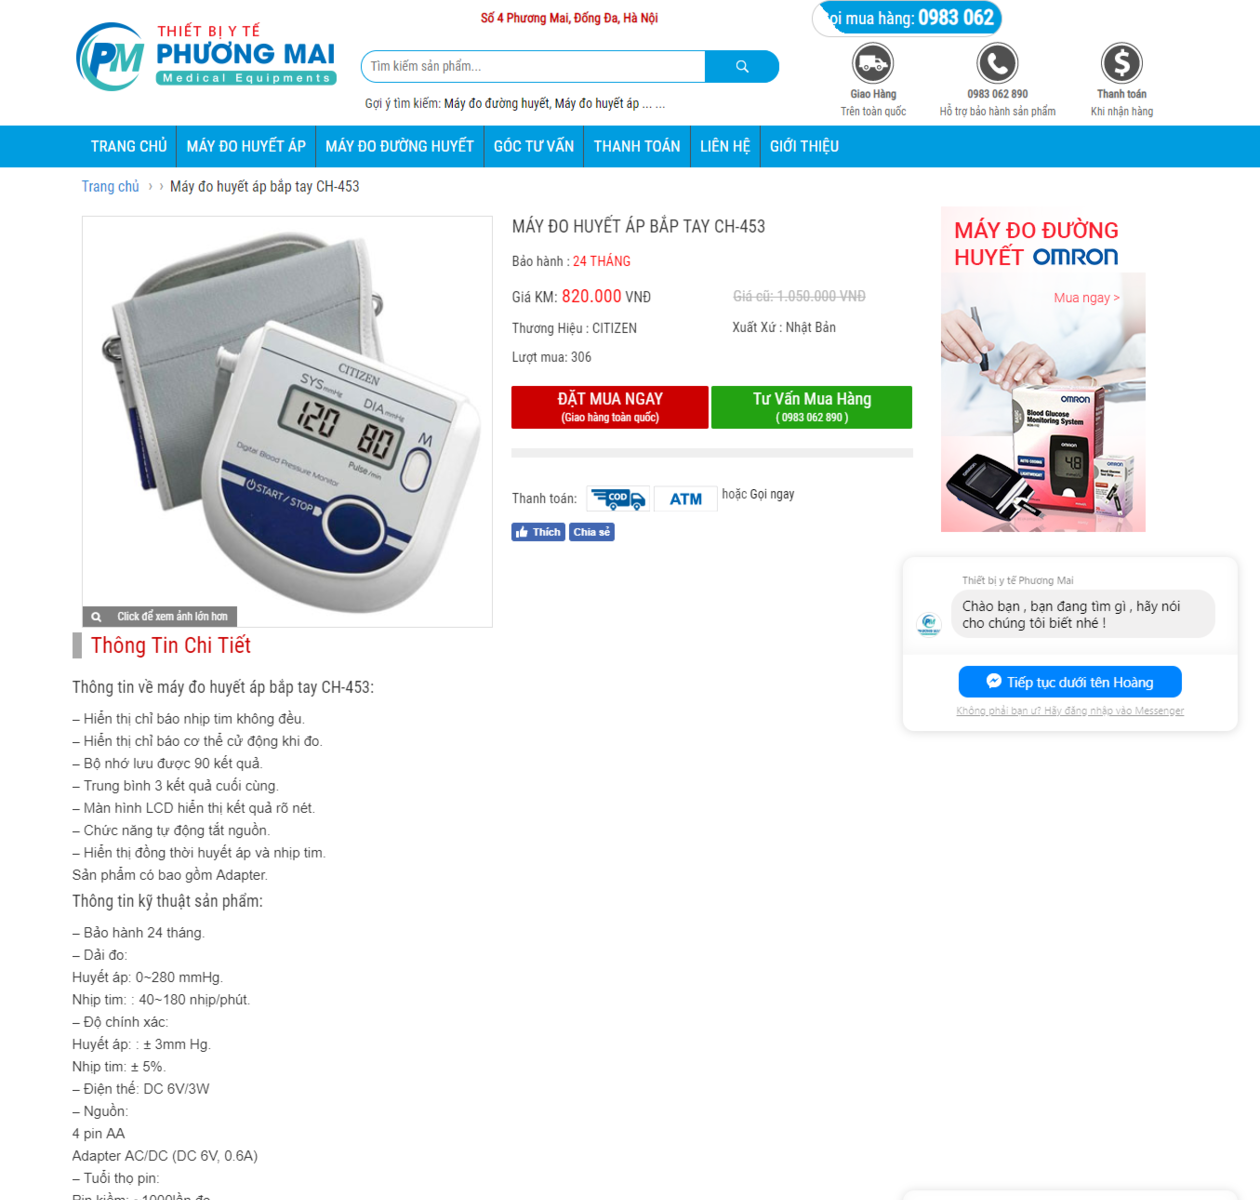 Số 4 Phương Mai, Đống Đa, Hà Nội
Gọi mua hàng: 0983 062
THIẾT BỊ Y TẾ
PHƯƠNG MAI
Medical Equipments
PM
Tìm kiếm sản phẩm...
Gợi ý tìm kiếm: Máy đo đường huyết, Máy đo huyết áp ... ...
Giao Hàng
Trên toàn quốc
0983 062 890
Hỗ trợ bảo hành sản phẩm
Thanh toán
Khi nhận hàng
TRANG CHỦ
MÁY ĐO HUYẾT ÁP
MÁY ĐO ĐƯỜNG HUYẾT
GÓC TƯ VẤN
THANH TOÁN
LIÊN HỆ
GIỚI THIỆU
Trang chủ › › Máy đo huyết áp bắp tay CH-453
CITIZEN
SYS mmHg
DIA mmHg
120
80
M
Pulse/min
Digital Blood Pressure Monitor
START / STOP
Click để xem ảnh lớn hơn
MÁY ĐO HUYẾT ÁP BẮP TAY CH-453
Bảo hành : 24 THÁNG
Giá KM: 820.000 VNĐ
Giá cũ: 1.050.000 VNĐ
Thương Hiệu : CITIZEN
Xuất Xứ : Nhật Bản
Lượt mua: 306
ĐẶT MUA NGAY
(Giao hàng toàn quốc)
Tư Vấn Mua Hàng
( 0983 062 890 )
Thanh toán:
COD
ATM
hoặc Gọi ngay
Thích
Chia sẻ
MÁY ĐO ĐƯỜNG
HUYẾT OMRON
Mua ngay >
OMRON
Blood Glucose
Monitoring System
4.8
Thiết bị y tế Phương Mai
Chào bạn , bạn đang tìm gì , hãy nói
cho chúng tôi biết nhé !
Tiếp tục dưới tên Hoàng
Không phải bạn ư? Hãy đăng nhập vào Messenger
Thông Tin Chi Tiết
Thông tin về máy đo huyết áp bắp tay CH-453:
– Hiển thị chỉ báo nhịp tim không đều.
– Hiển thị chỉ báo cơ thể cử động khi đo.
– Bộ nhớ lưu được 90 kết quả.
– Trung bình 3 kết quả cuối cùng.
– Màn hình LCD hiển thị kết quả rõ nét.
– Chức năng tự động tắt nguồn.
– Hiển thị đồng thời huyết áp và nhịp tim.
Sản phẩm có bao gồm Adapter.
Thông tin kỹ thuật sản phẩm:
– Bảo hành 24 tháng.
– Dải đo:
Huyết áp: 0~280 mmHg.
Nhịp tim: : 40~180 nhịp/phút.
– Độ chính xác:
Huyết áp: : ± 3mm Hg.
Nhịp tim: ± 5%.
– Điện thế: DC 6V/3W
– Nguồn:
4 pin AA
Adapter AC/DC (DC 6V, 0.6A)
– Tuổi thọ pin:
Pin kiềm: ~ 1000lần đo